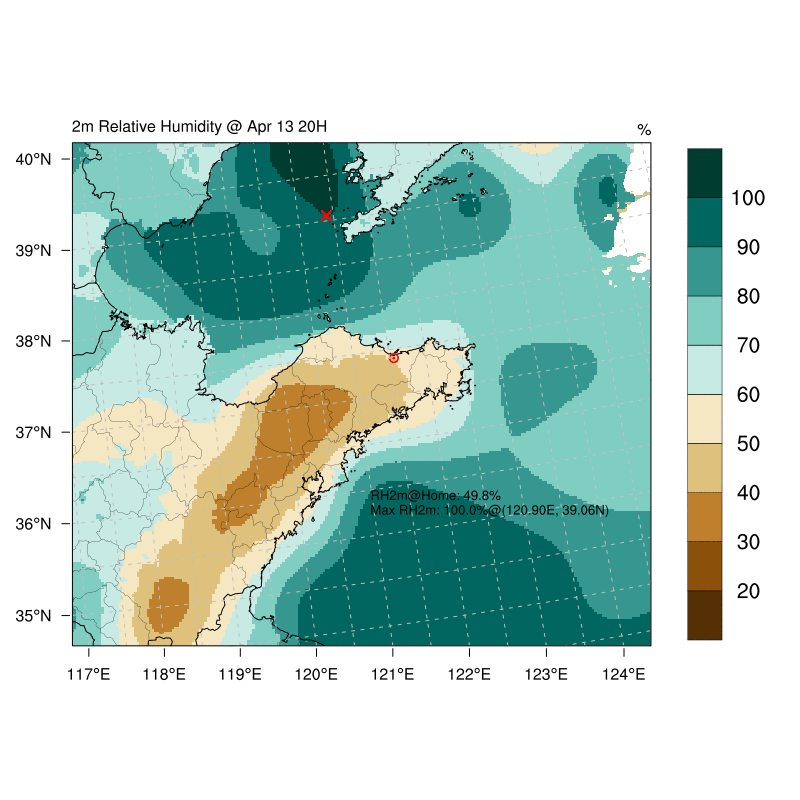 2m Relative Humidity @ Apr 13 20H
%
40°N
39°N
38°N
37°N
36°N
35°N
117°E
118°E
119°E
120°E
121°E
122°E
123°E
124°E
RH2m@Home: 49.8%
Max RH2m: 100.0%@(120.90E, 39.06N)
100
90
80
70
60
50
40
30
20